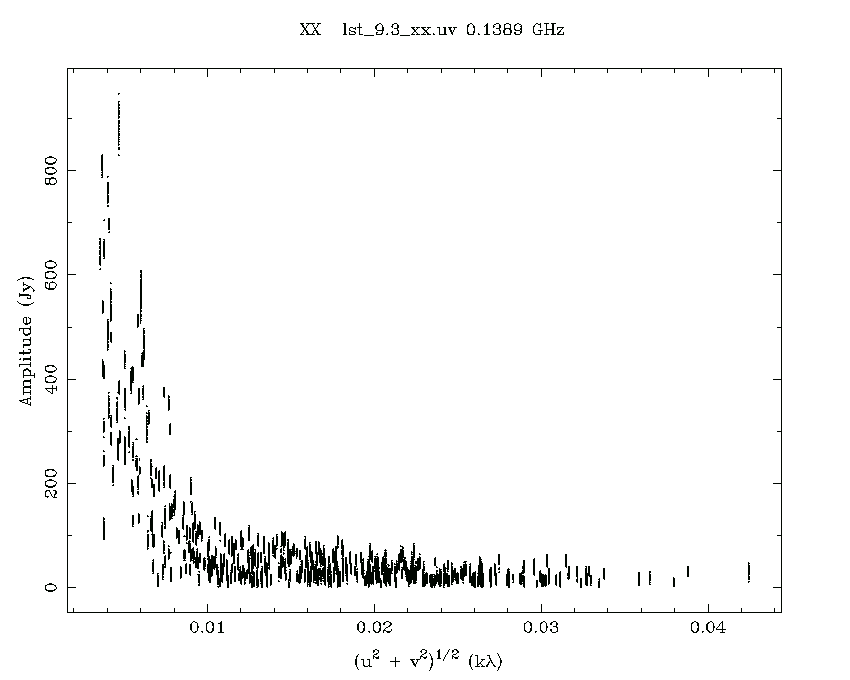 XX lst_9.3_xx.uv 0.1389 GHz
Amplitude (Jy)
800
600
400
200
0
0.01 0.02 0.03 0.04
(u² + v²)^1/2 (kλ)